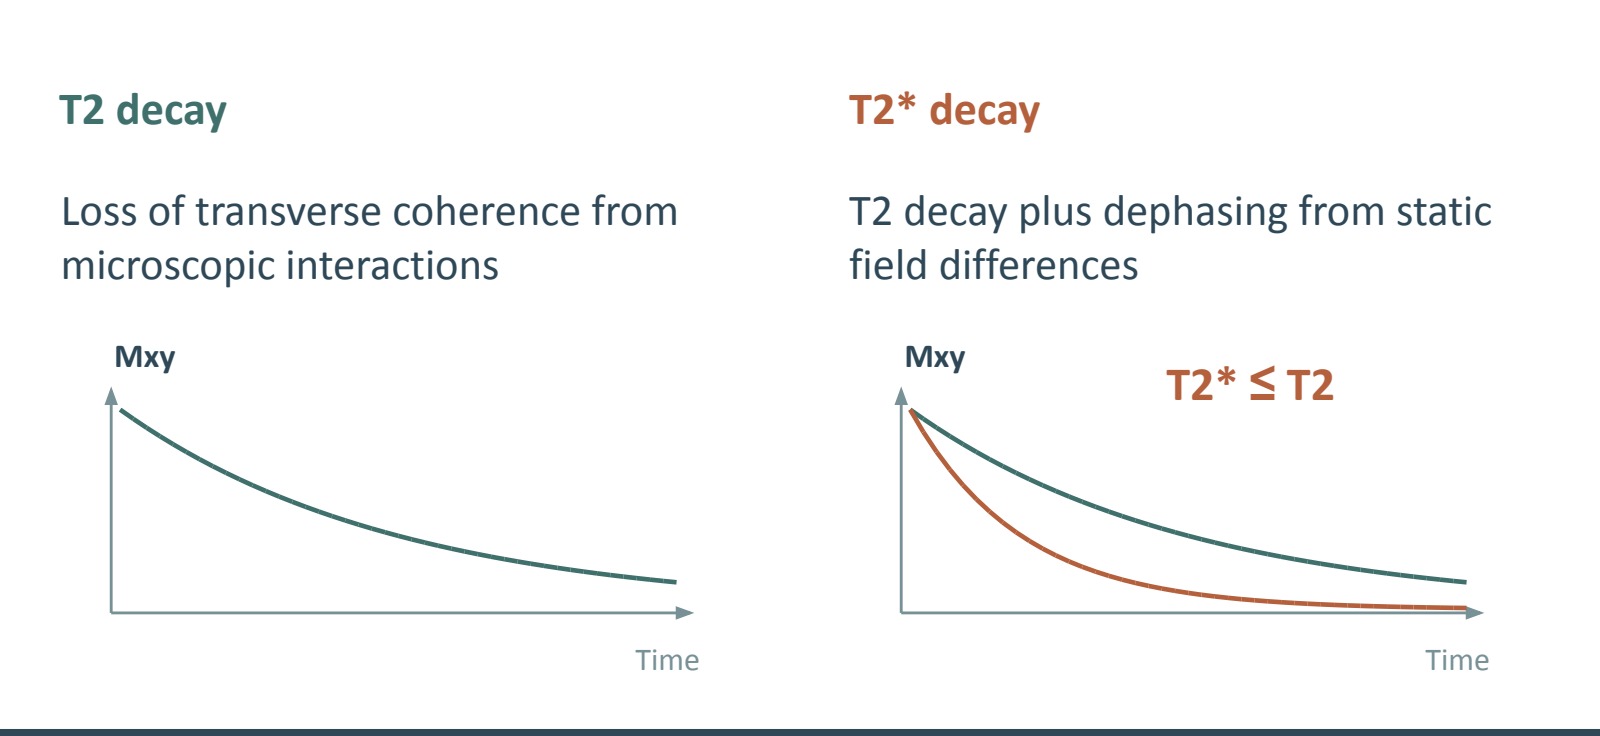 T2 decay
Loss of transverse coherence from
microscopic interactions
Mxy
Time
T2* decay
T2 decay plus dephasing from static
field differences
Mxy
T2* ≤ T2
Time